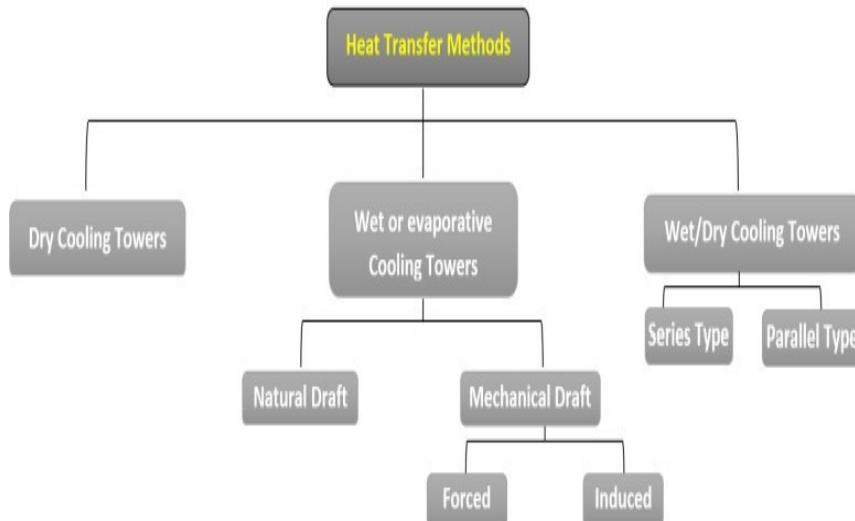 Heat Transfer Methods
Dry Cooling Towers
Wet or evaporative
Cooling Towers
Wet/Dry Cooling Towers
Series Type
Parallel Type
Natural Draft
Mechanical Draft
Forced
Induced